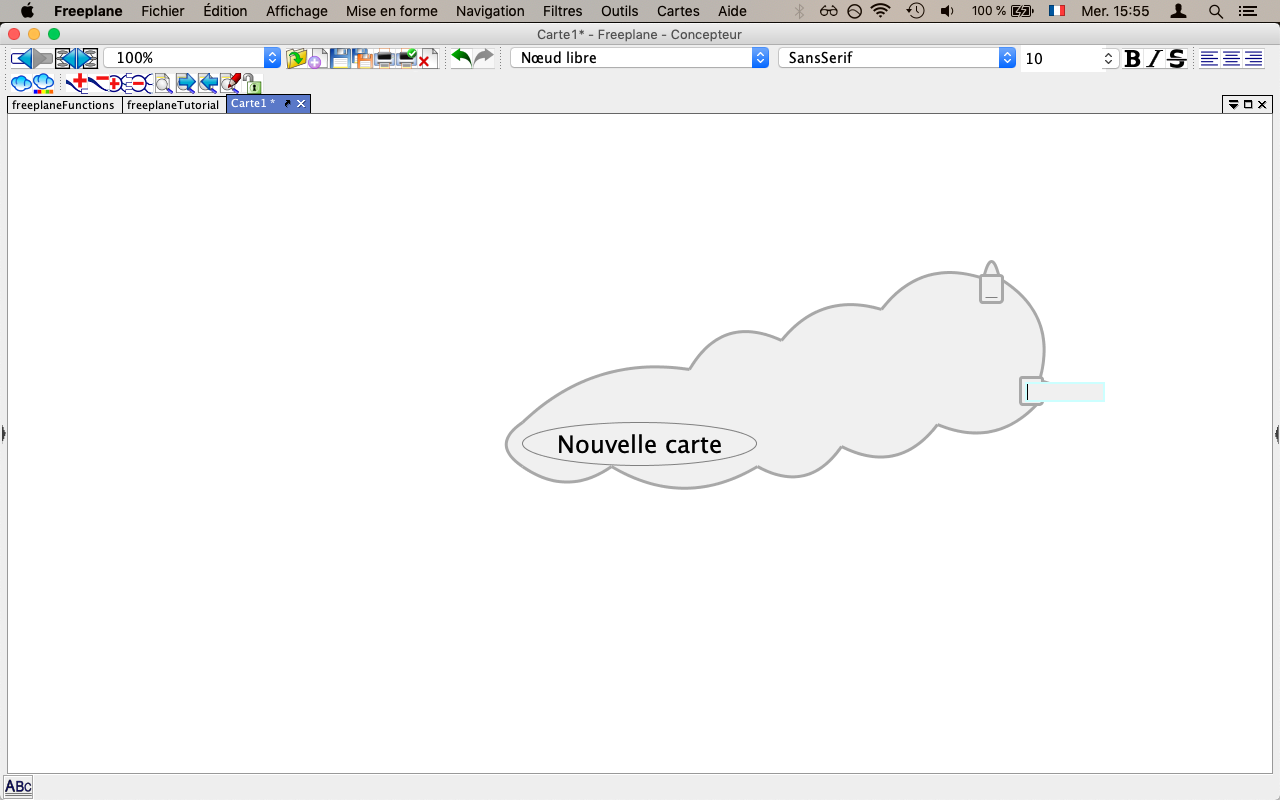 Freeplane Fichier Édition Affichage Mise en forme Navigation Filtres Outils Cartes Aide 100 % Mer. 15:55
Carte1* - Freeplane - Concepteur
100% Nœud libre SansSerif 10 B I S
freeplaneFunctions freeplaneTutorial Carte1 *
Nouvelle carte
ABC